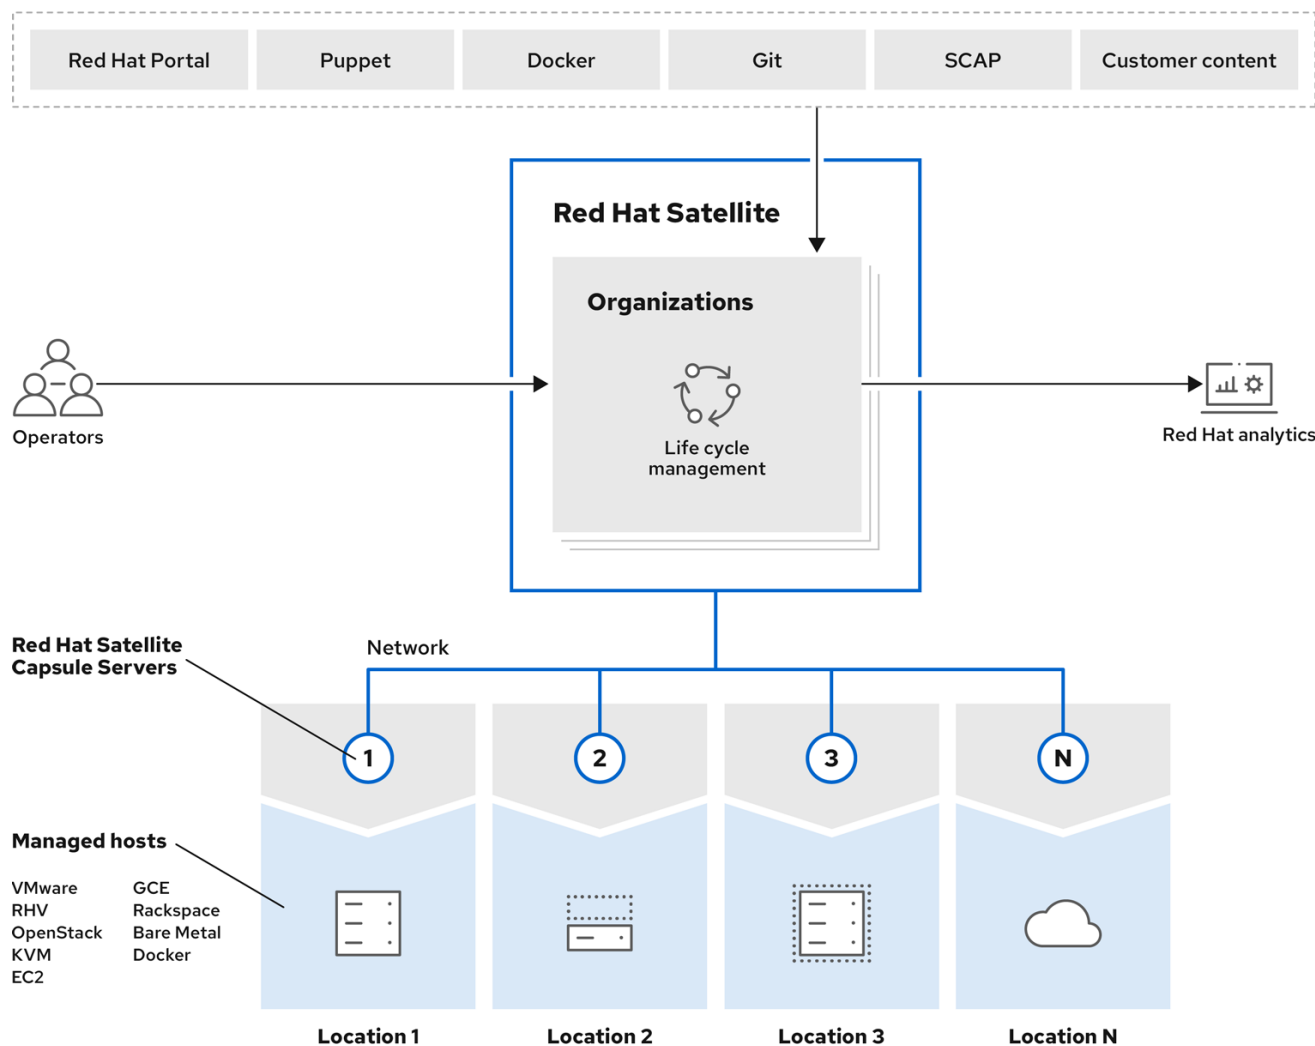 Red Hat Portal
Puppet
Docker
Git
SCAP
Customer content
Red Hat Satellite
Organizations
Life cycle
management
Operators
Red Hat analytics
Network
Red Hat Satellite
Capsule Servers
1
2
3
N
Managed hosts
VMware
RHV
OpenStack
KVM
EC2
GCE
Rackspace
Bare Metal
Docker
Location 1
Location 2
Location 3
Location N